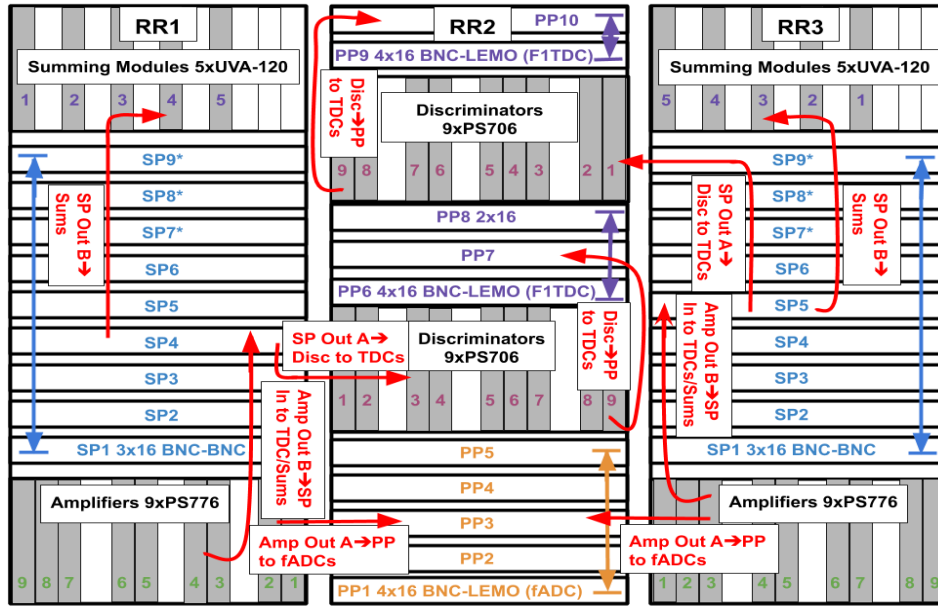 RR1
Summing Modules 5xUVA-120
1 2 3 4 5
SP9*
SP8*
SP7*
SP6
SP5
SP4
SP3
SP2
SP1 3x16 BNC-BNC
SP Out B➔
Sums
Amplifiers 9xPS776
9 8 7 6 5 4 3 2 1
Amp Out B➔SP
In to TDC/Sums
Amp Out A➔PP
to fADCs
RR2
PP10
PP9 4x16 BNC-LEMO (F1TDC)
Disc➔PP
to TDCs
Discriminators
9xPS706
9 8 7 6 5 4 3 2 1
PP8 2x16
PP7
PP6 4x16 BNC-LEMO (F1TDC)
SP Out A➔
Disc to TDCs
Discriminators
9xPS706
1 2 3 4 5 6 7 8 9
Disc➔PP
to TDCs
PP5
PP4
PP3
PP2
PP1 4x16 BNC-LEMO (fADC)
RR3
Summing Modules 5xUVA-120
5 4 3 2 1
SP9*
SP8*
SP7*
SP6
SP5
SP4
SP3
SP2
SP1 3x16 BNC-BNC
SP Out A➔
Disc to TDCs
SP Out B➔
Sums
Amp Out B➔SP
In to TDCs/Sums
Amplifiers 9xPS776
1 2 3 4 5 6 7 8 9
Amp Out A➔PP
to fADCs